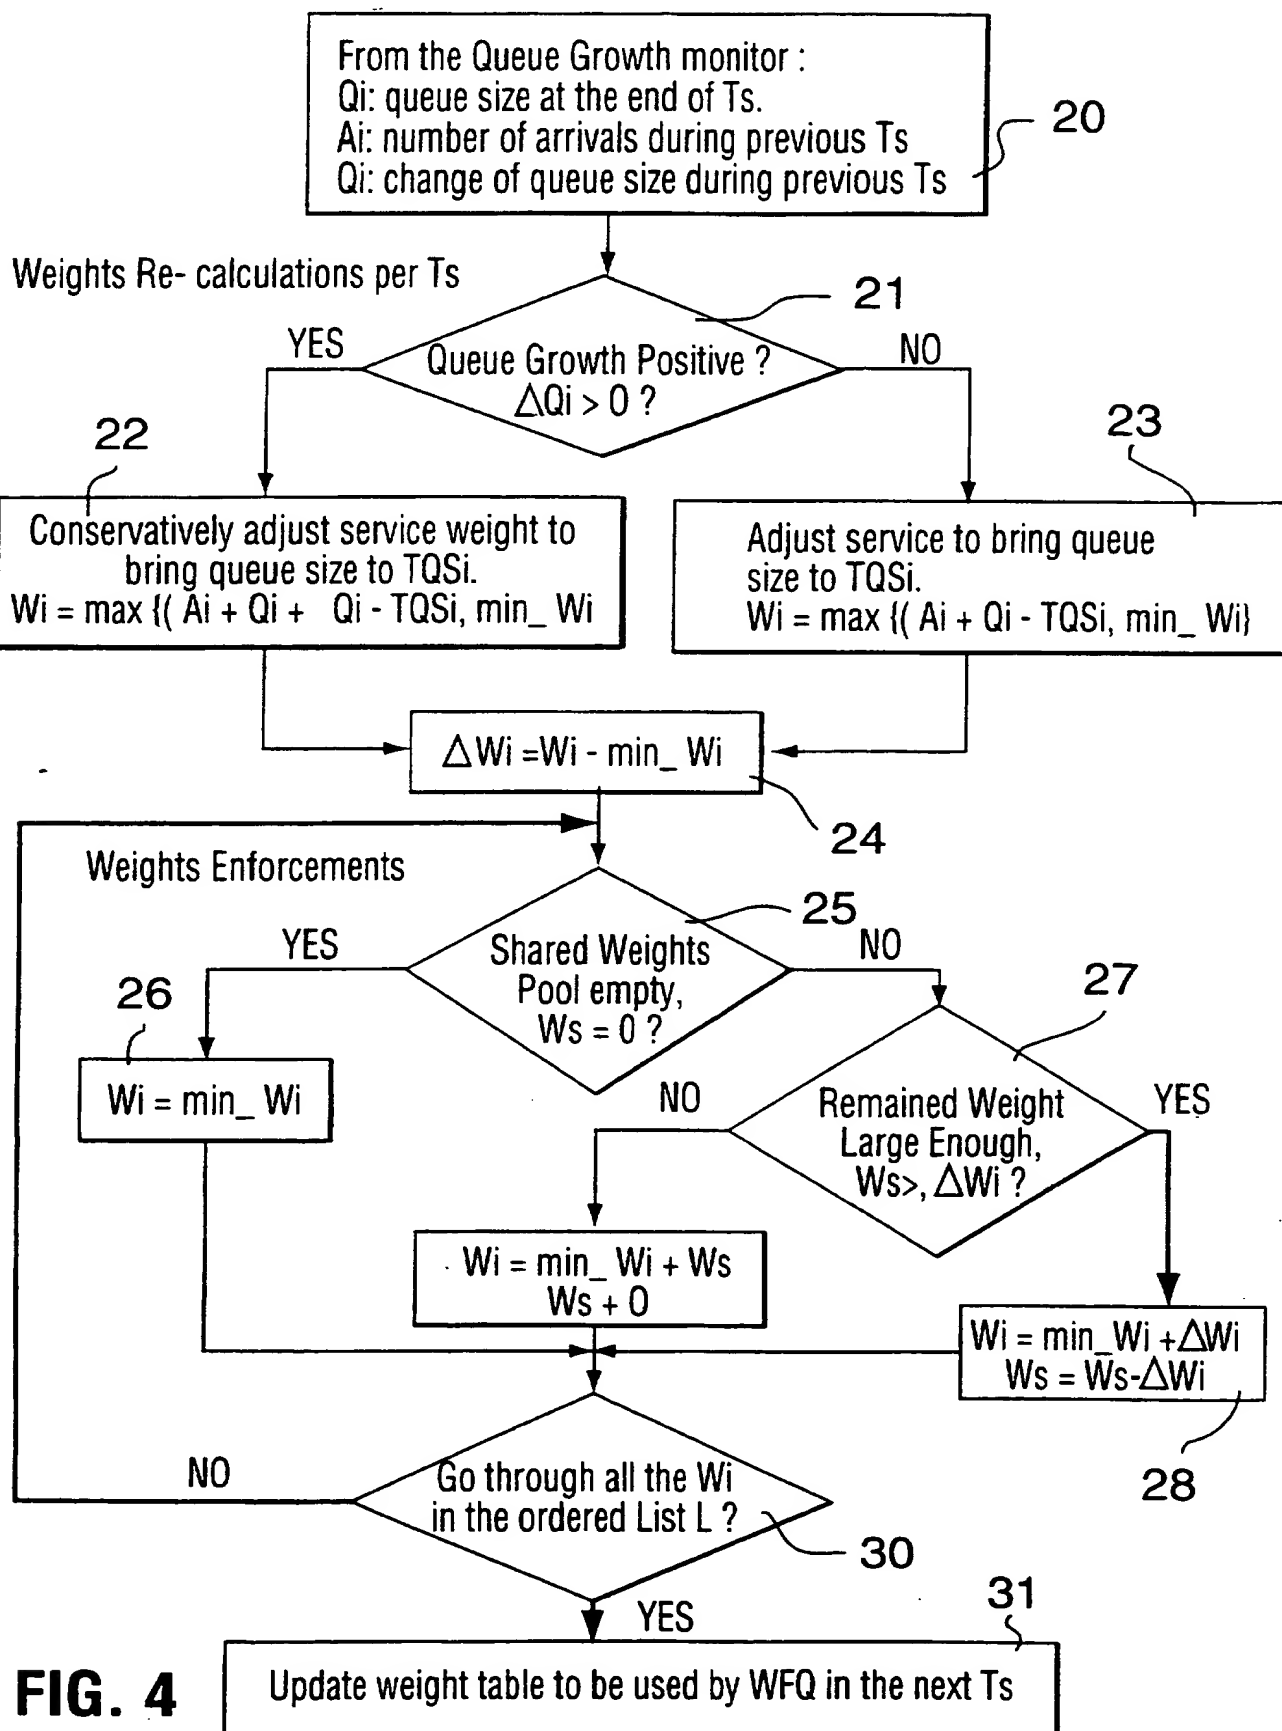 From the Queue Growth monitor :
Qi: queue size at the end of Ts.
Ai: number of arrivals during previous Ts
Qi: change of queue size during previous Ts
20
Weights Re- calculations per Ts
21
YES
Queue Growth Positive ?
△Qi > 0 ?
NO
22
23
Conservatively adjust service weight to
bring queue size to TQSi.
Wi = max {( Ai + Qi + Qi - TQSi, min_ Wi
Adjust service to bring queue
size to TQSi.
Wi = max {( Ai + Qi - TQSi, min_ Wi}
△Wi =Wi - min_ Wi
24
Weights Enforcements
25
YES
Shared Weights
Pool empty,
Ws = 0 ?
NO
26
27
Wi = min_ Wi
NO
Remained Weight
Large Enough,
Ws>, △Wi ?
YES
Wi = min_ Wi + Ws
Ws + 0
Wi = min_Wi +△Wi
Ws = Ws-△Wi
28
NO
Go through all the Wi
in the ordered List L ?
30
YES
31
Update weight table to be used by WFQ in the next Ts
FIG. 4